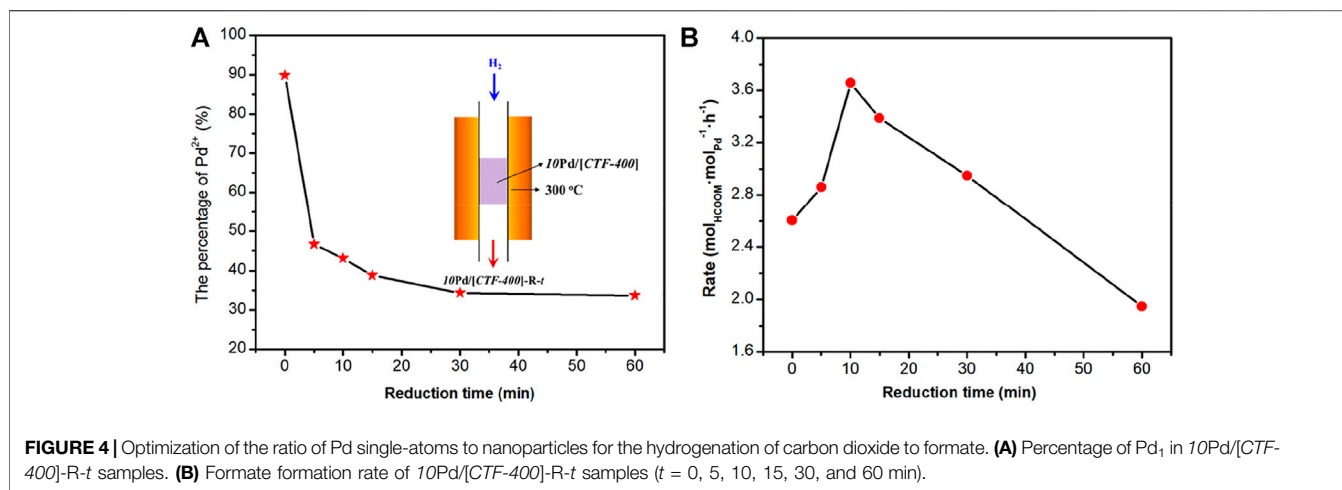 A
100
90
80
70
60
50
40
30
20
The percentage of Pd²⁺ (%)
H₂
10Pd/[CTF-400]
300 °C
10Pd/[CTF-400]-R-t
0 10 20 30 40 50 60
Reduction time (min)
B
4.0
3.6
3.2
2.8
2.4
2.0
1.6
Rate (mol_HCOOM·mol_Pd⁻¹·h⁻¹)
0 10 20 30 40 50 60
Reduction time (min)
FIGURE 4 | Optimization of the ratio of Pd single-atoms to nanoparticles for the hydrogenation of carbon dioxide to formate. (A) Percentage of Pd₁ in 10Pd/[CTF-
400]-R-t samples. (B) Formate formation rate of 10Pd/[CTF-400]-R-t samples (t = 0, 5, 10, 15, 30, and 60 min).